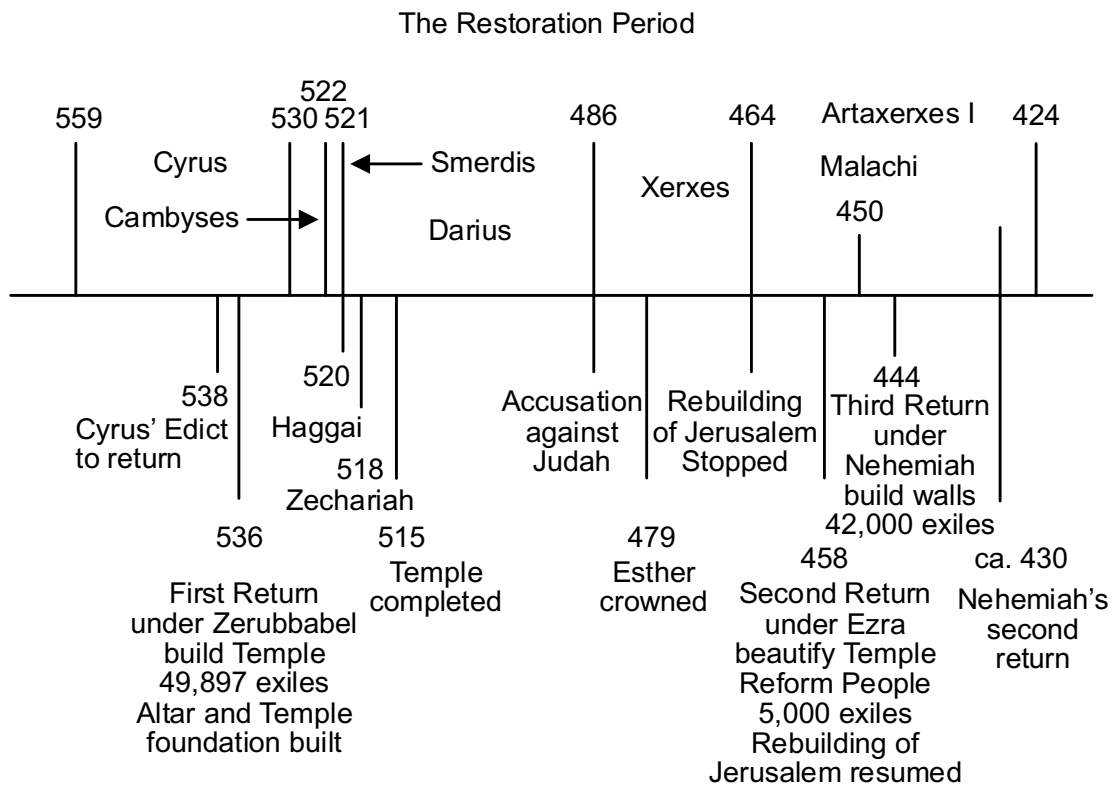 The Restoration Period
522
559
530
521
486
464
Artaxerxes I
424
Cyrus
Smerdis
Malachi
Xerxes
Cambyses
Darius
450
538
Cyrus’ Edict
to return
520
Haggai
518
Zechariah
536
First Return
under Zerubbabel
build Temple
49,897 exiles
Altar and Temple
foundation built
515
Temple
completed
Accusation
against
Judah
479
Esther
crowned
Rebuilding
of Jerusalem
Stopped
458
Second Return
under Ezra
beautify Temple
Reform People
5,000 exiles
Rebuilding of
Jerusalem resumed
444
Third Return
under
Nehemiah
build walls
42,000 exiles
ca. 430
Nehemiah’s
second
return